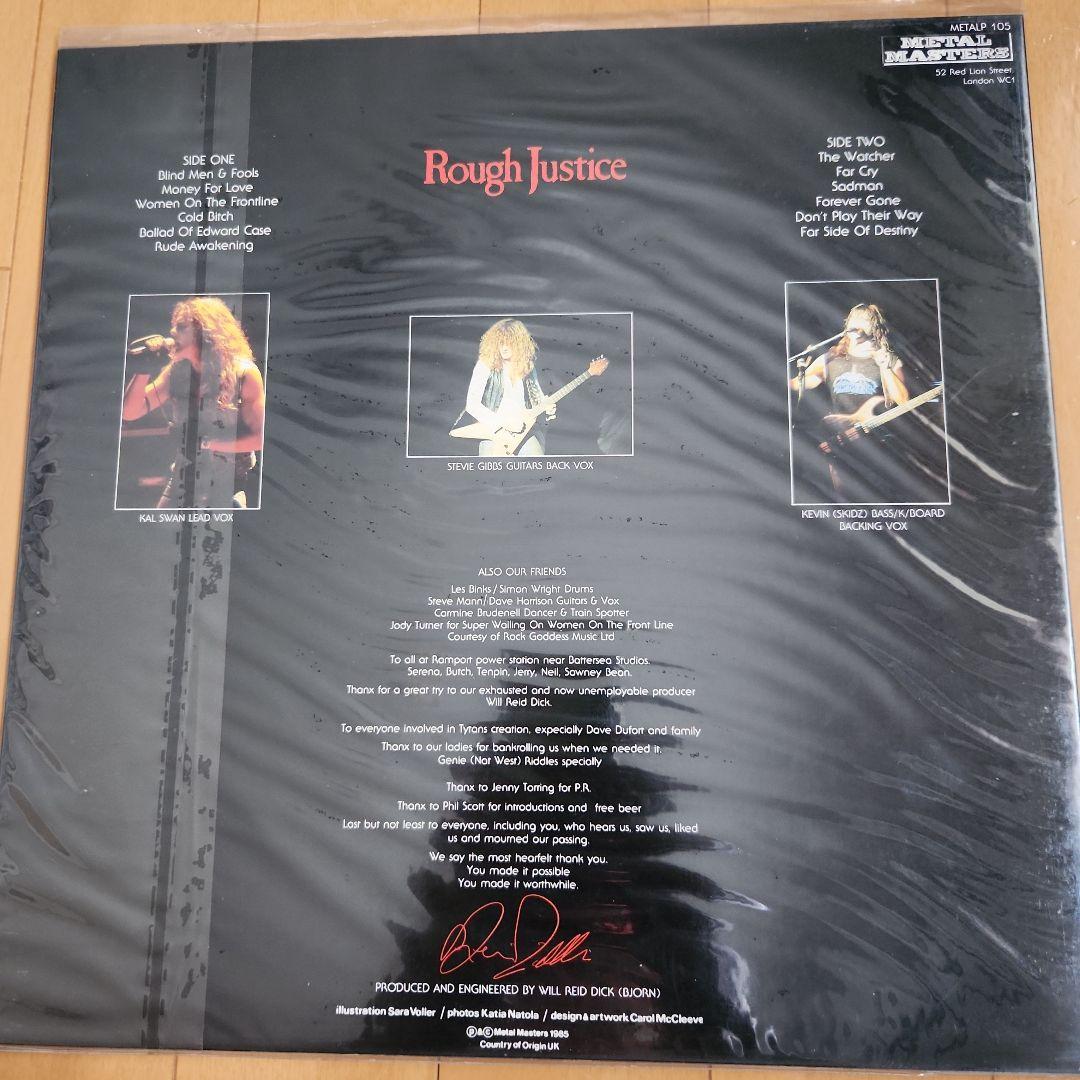 METALP 105
METAL
MASTERS
52 Red Lion Street,
London WC1
SIDE ONE
Blind Men & Fools
Money For Love
Women On The Frontline
Cold Bitch
Ballad Of Edward Case
Rude Awakening
Rough Justice
SIDE TWO
The Watcher
Far Cry
Sadman
Forever Gone
Don't Play Their Way
Far Side Of Destiny
KAL SWAN LEAD VOX
STEVIE GIBBS GUITARS BACK VOX
KEVIN (SKIDZ) BASS/K/BOARD
BACKING VOX
ALSO OUR FRIENDS
Les Binks/Simon Wright Drums
Steve Mann/Dave Harrison Guitars & Vox
Carmine Brudenell Dancer & Train Spotter
Jody Turner for Super Wailing On Women On The Front Line
Courtesy of Rock Goddess Music Ltd
To all at Ramport power station near Battersea Studios.
Serena, Butch, Tenpin, Jerry, Neil, Sawney Bean.
Thanx for a great try to our exhausted and now unemployable producer
Will Reid Dick.
To everyone involved in Tytans creation, expecially Dave Dufort and family
Thanx to our ladies for bankrolling us when we needed it.
Genie (Nat West) Riddles specially
Thanx to Jenny Torring for P.R.
Thanx to Phil Scott for introductions and free beer
Last but not least to everyone, including you, who hears us, saw us, liked
us and mourned our passing.
We say the most hearfelt thank you.
You made it possible
You made it worthwhile.
PRODUCED AND ENGINEERED BY WILL REID DICK (BJORN)
illustration Sara Voller / photos Katia Natola / design & artwork Carol McCleeve
Ⓟ&© Metal Masters 1985
Country of Origin UK